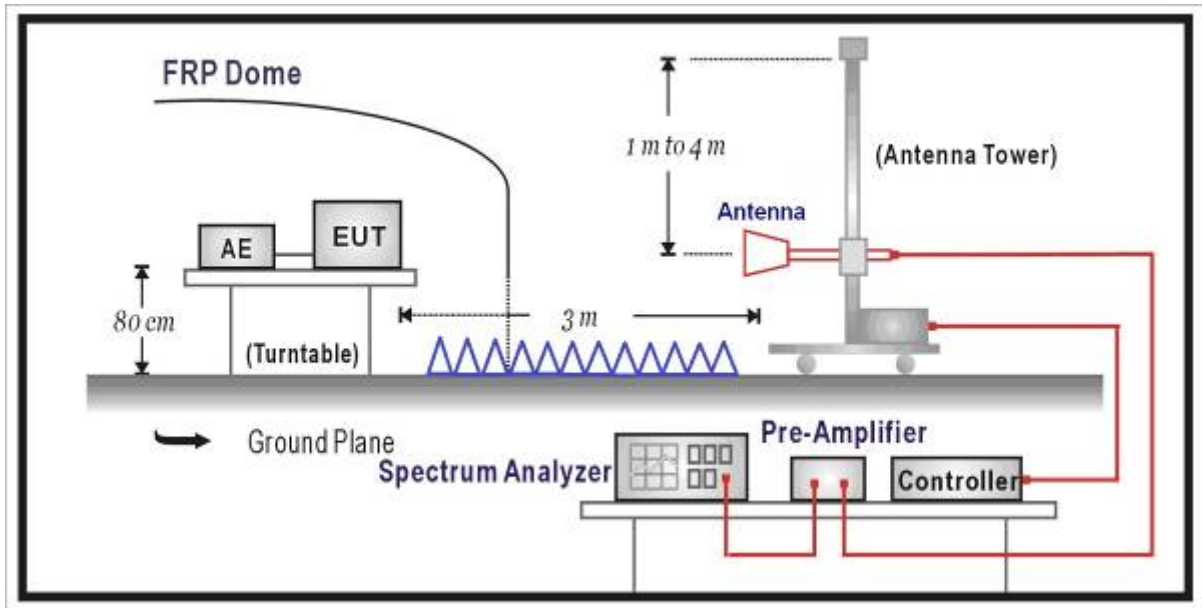 FRP Dome
1 m to 4 m
(Antenna Tower)
Antenna
AE
EUT
80 cm
3 m
(Turntable)
Ground Plane
Pre-Amplifier
Spectrum Analyzer
Controller